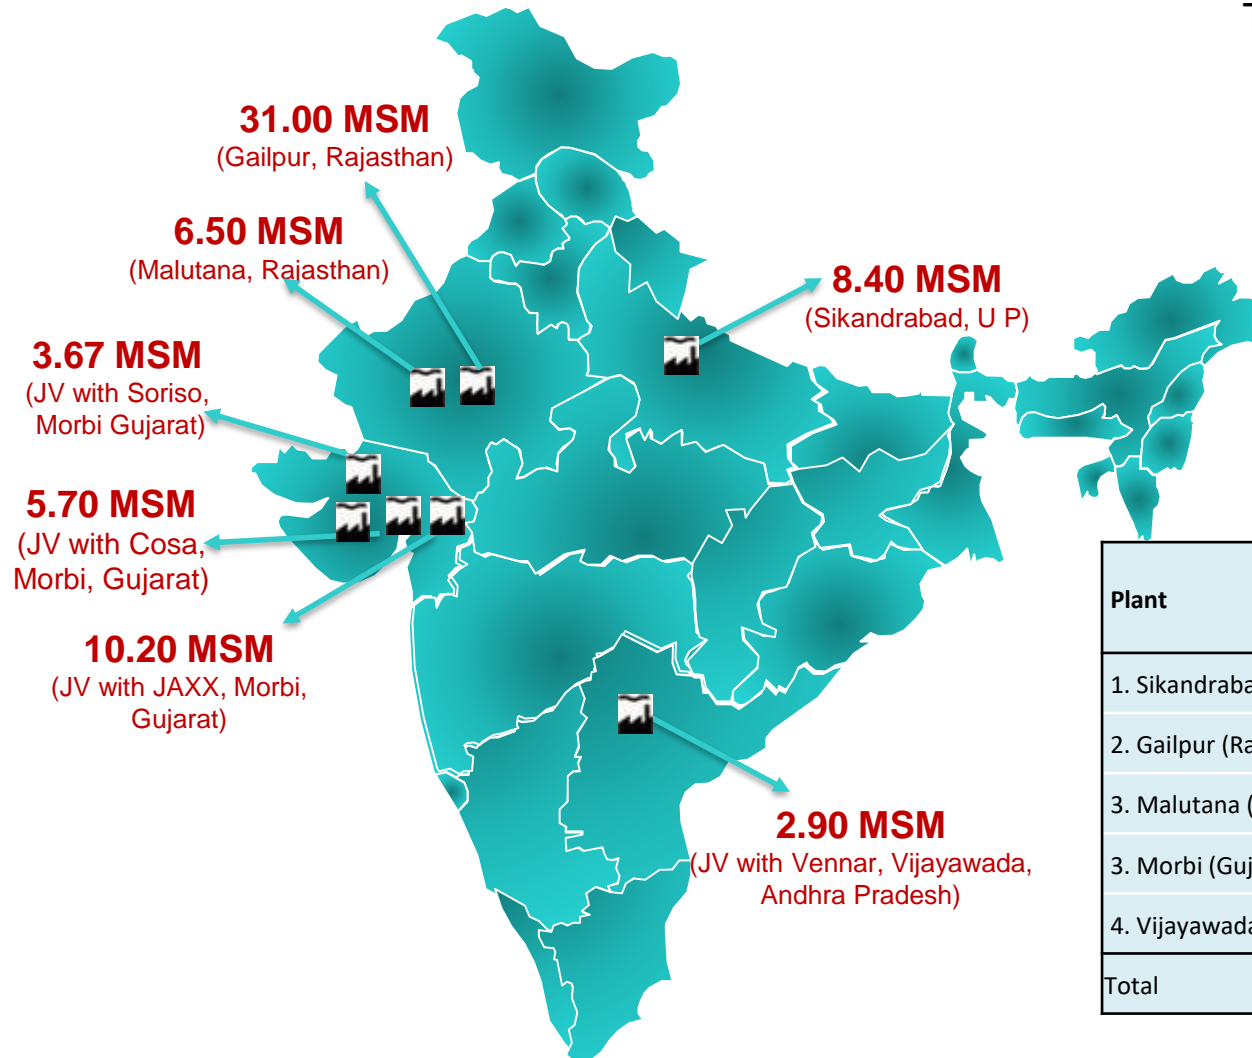 31.00 MSM
(Gailpur, Rajasthan)
6.50 MSM
(Malutana, Rajasthan)
8.40 MSM
(Sikandrabad, U P)
3.67 MSM
(JV with Soriso,
Morbi Gujarat)
5.70 MSM
(JV with Cosa,
Morbi, Gujarat)
10.20 MSM
(JV with JAXX, Morbi,
Gujarat)
2.90 MSM
(JV with Vennar, Vijayawada,
Andhra Pradesh)
Plant
1. Sikandraba
2. Gailpur (Ra
3. Malutana (
3. Morbi (Guj
4. Vijayawada
Total